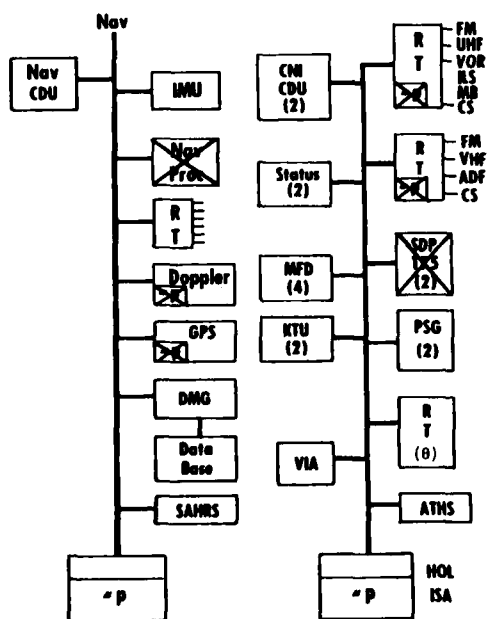 Nav
Nav
CDU
IMU
Nav
Proc
R
T
Doppler
GPS
DMG
Data
Base
SAHRS
μp
CNI
CDU
(2)
Status
(2)
MFD
(4)
KTU
(2)
VIA
R
T
FM
UHF
VOR
ILS
MB
CS
R
T
FM
VHF
ADF
CS
SDP
(2)
PSG
(2)
R
T
(θ)
ATHS
μp
HOL
ISA